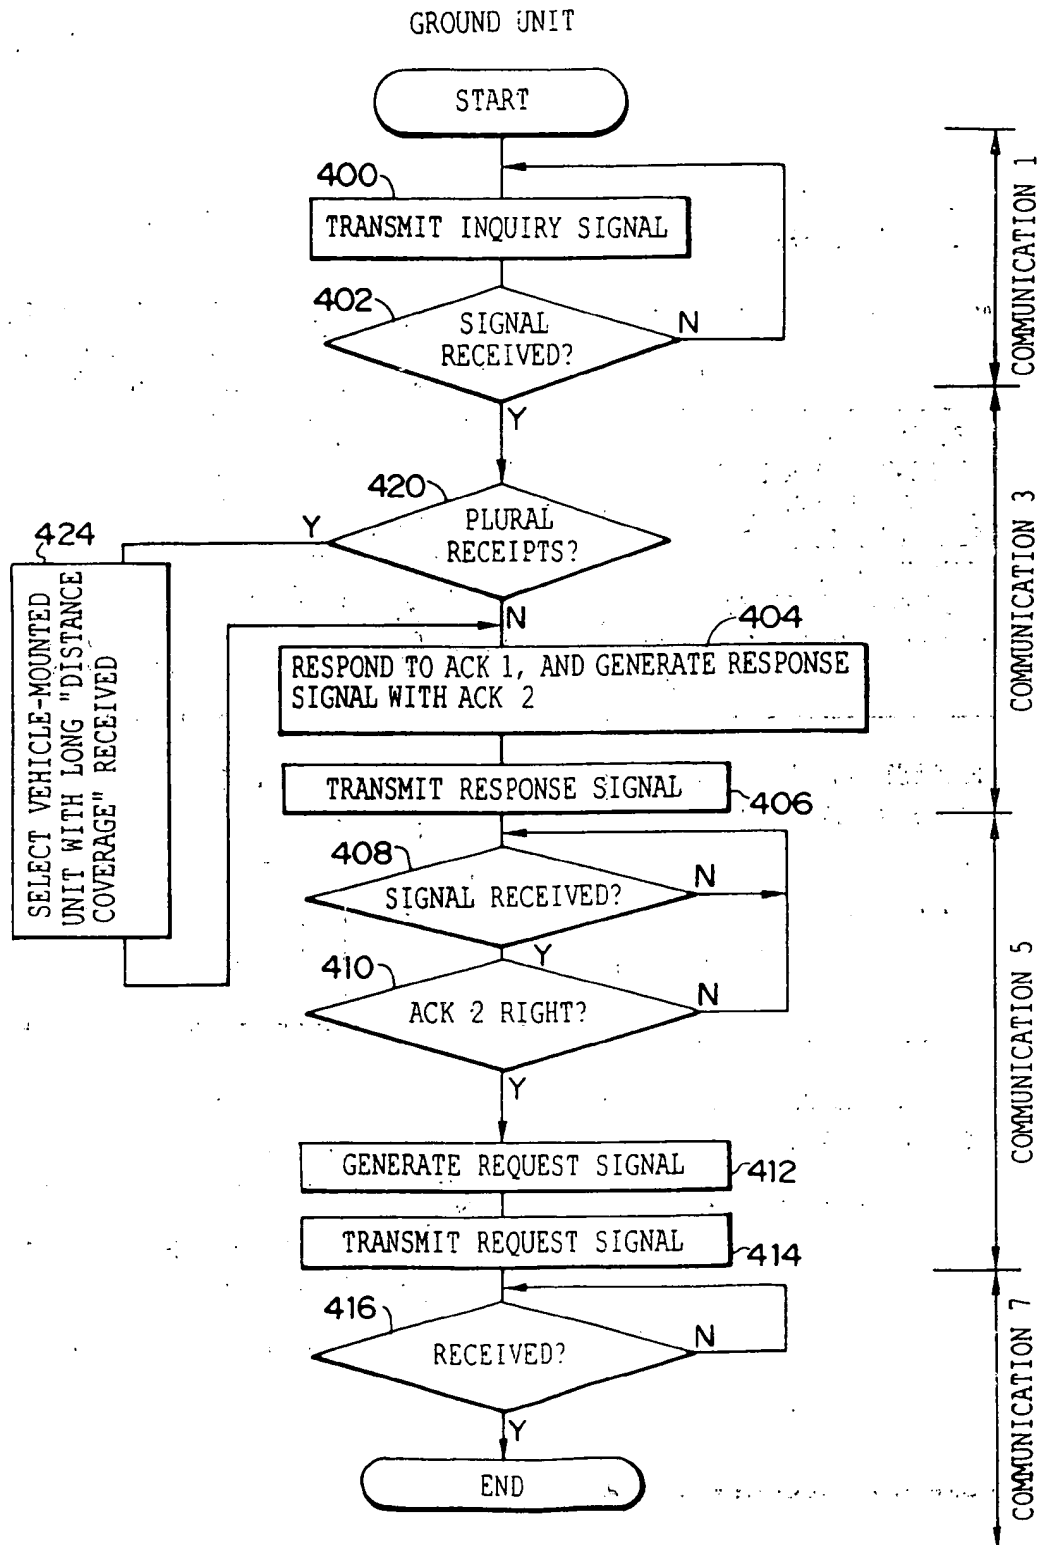 GROUND UNIT
START
400
TRANSMIT INQUIRY SIGNAL
402
SIGNAL
RECEIVED?
N
Y
COMMUNICATION 1
420
PLURAL
RECEIPTS?
Y
N
424
SELECT VEHICLE-MOUNTED
UNIT WITH LONG "DISTANCE
COVERAGE" RECEIVED
404
RESPOND TO ACK 1, AND GENERATE RESPONSE
SIGNAL WITH ACK 2
TRANSMIT RESPONSE SIGNAL
406
COMMUNICATION 3
408
SIGNAL RECEIVED?
N
Y
410
ACK 2 RIGHT?
N
Y
GENERATE REQUEST SIGNAL
412
TRANSMIT REQUEST SIGNAL
414
COMMUNICATION 5
416
RECEIVED?
N
Y
END
COMMUNICATION 7